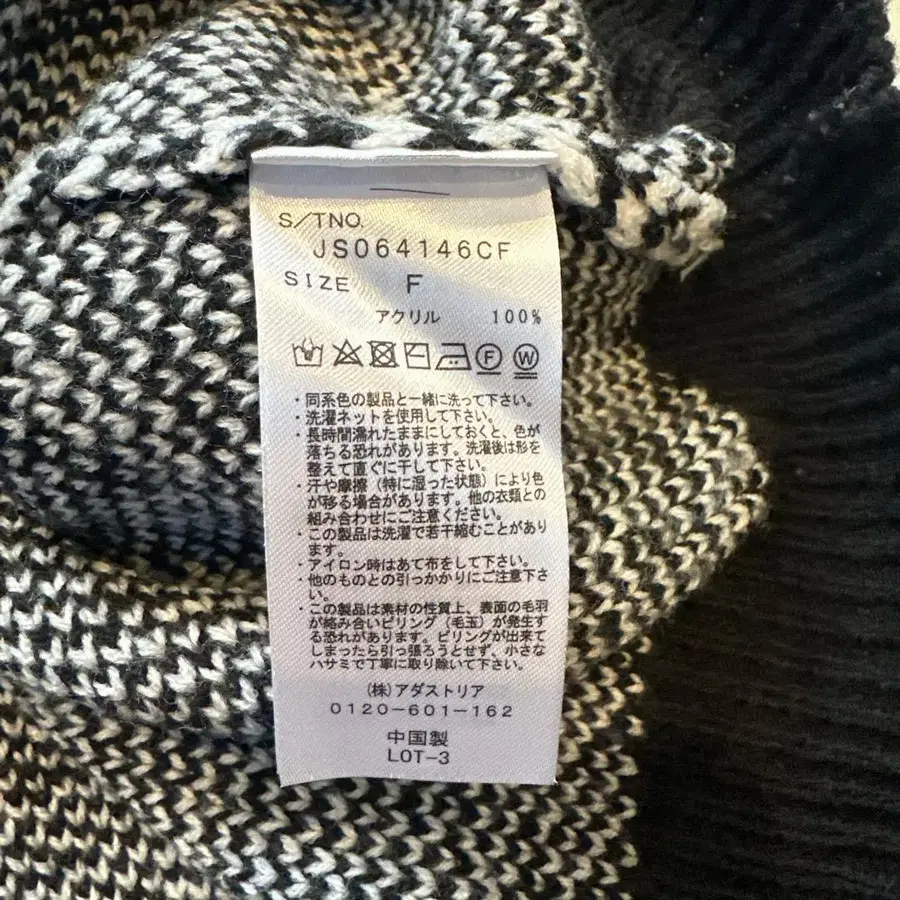 S/TNO.
JS064146CF
SIZE F
アクリル 100%
F W
・同系色の製品と一緒に洗って下さい。
・洗濯ネットを使用して下さい。
・長時間濡れたままにしておくと、色が
落ちる恐れがあります。洗濯後は形を
整えて直ぐに干して下さい。
・汗や摩擦（特に湿った状態）により色
が移る場合があります。他の衣類との
組み合わせにご注意ください。
・この製品は洗濯で若干縮むことがあり
ます。
・アイロン時はあて布をして下さい。
・他のものとの引っかかりにご注意下さ
い。
・この製品は素材の性質上、表面の毛羽
が絡み合いピリング（毛玉）が発生す
る恐れがあります。ピリングが出来て
しまったら引っ張ろうとせず、小さな
ハサミで丁寧に取り除いて下さい。
(株)アダストリア
0120-601-162
中国製
LOT-3